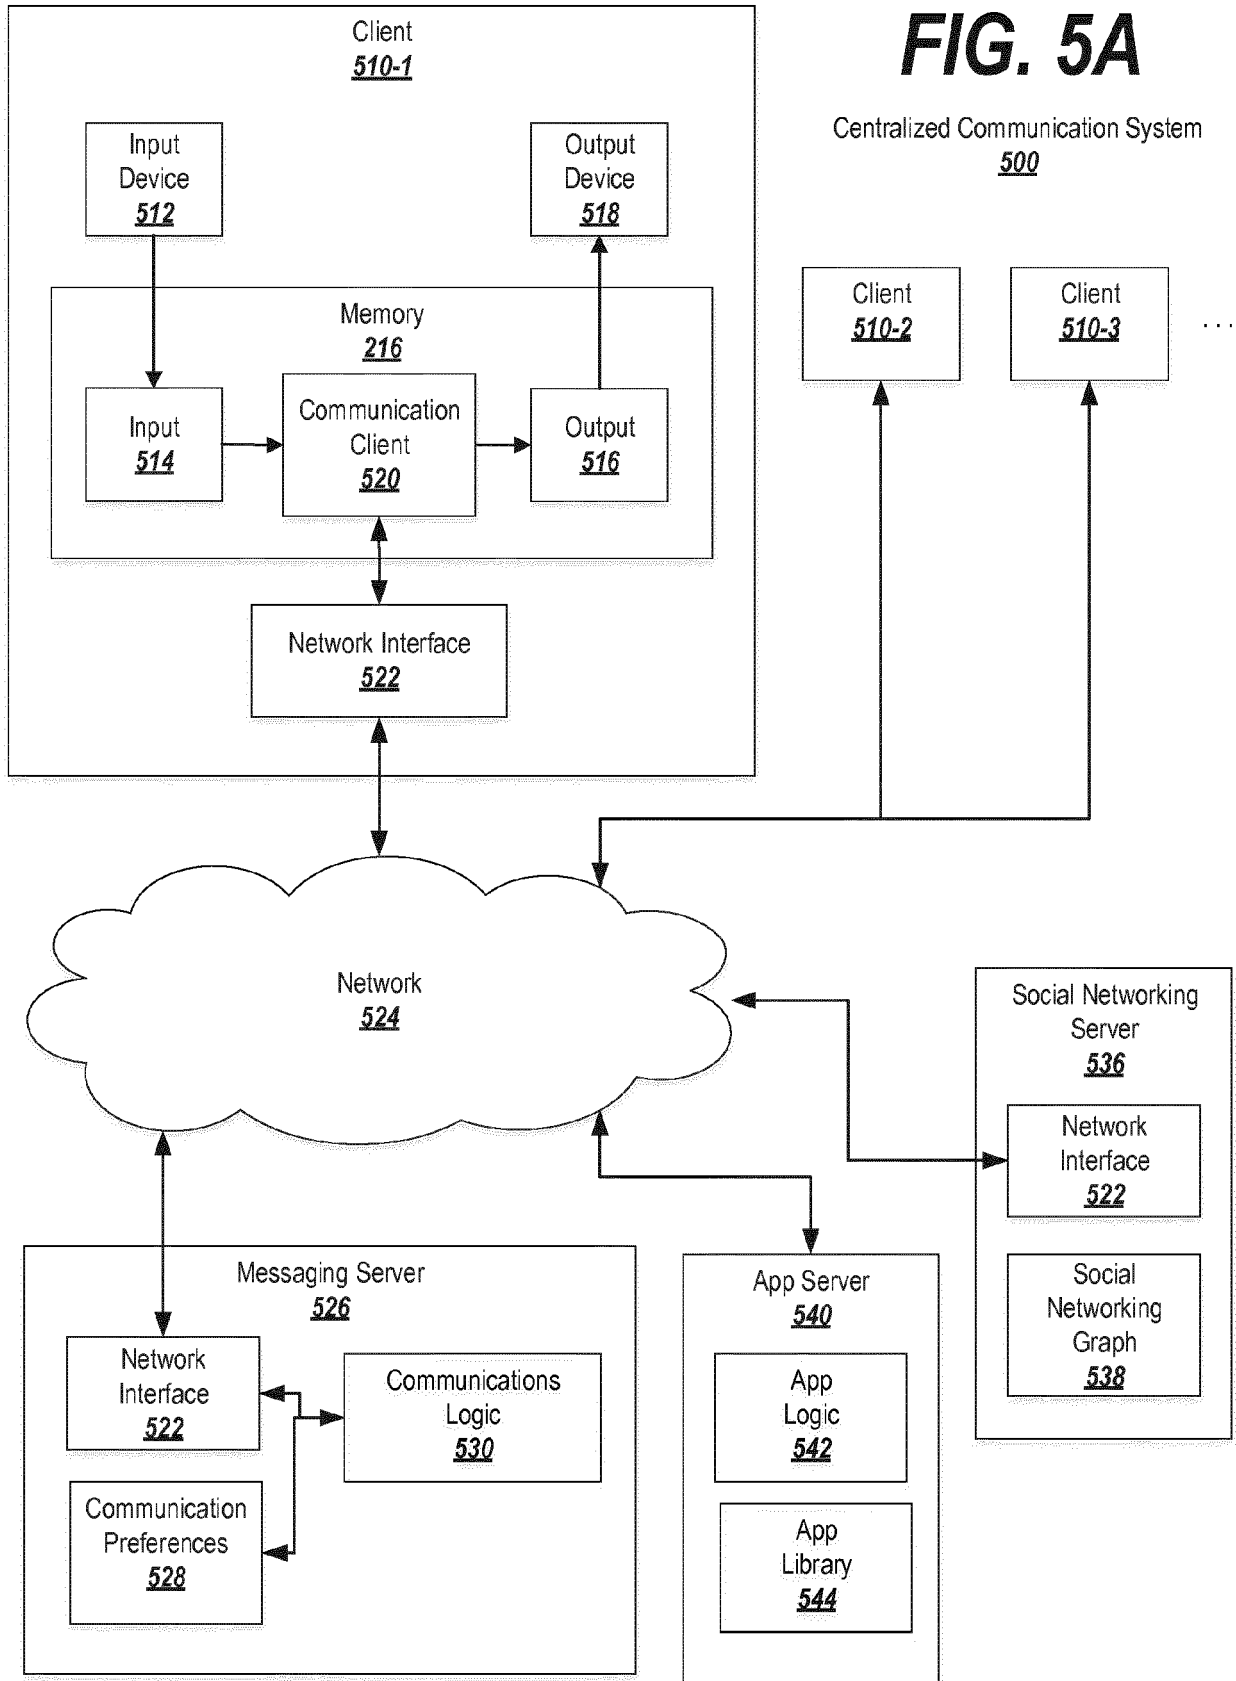 FIG. 5A
Centralized Communication System
500
Client
510-1
Input
Device
512
Output
Device
518
Memory
216
Input
514
Communication
Client
520
Output
516
Network Interface
522
Client
510-2
Client
510-3
...
Network
524
Social Networking
Server
536
Network
Interface
522
Social
Networking
Graph
538
Messaging Server
526
Network
Interface
522
Communications
Logic
530
Communication
Preferences
528
App Server
540
App
Logic
542
App
Library
544